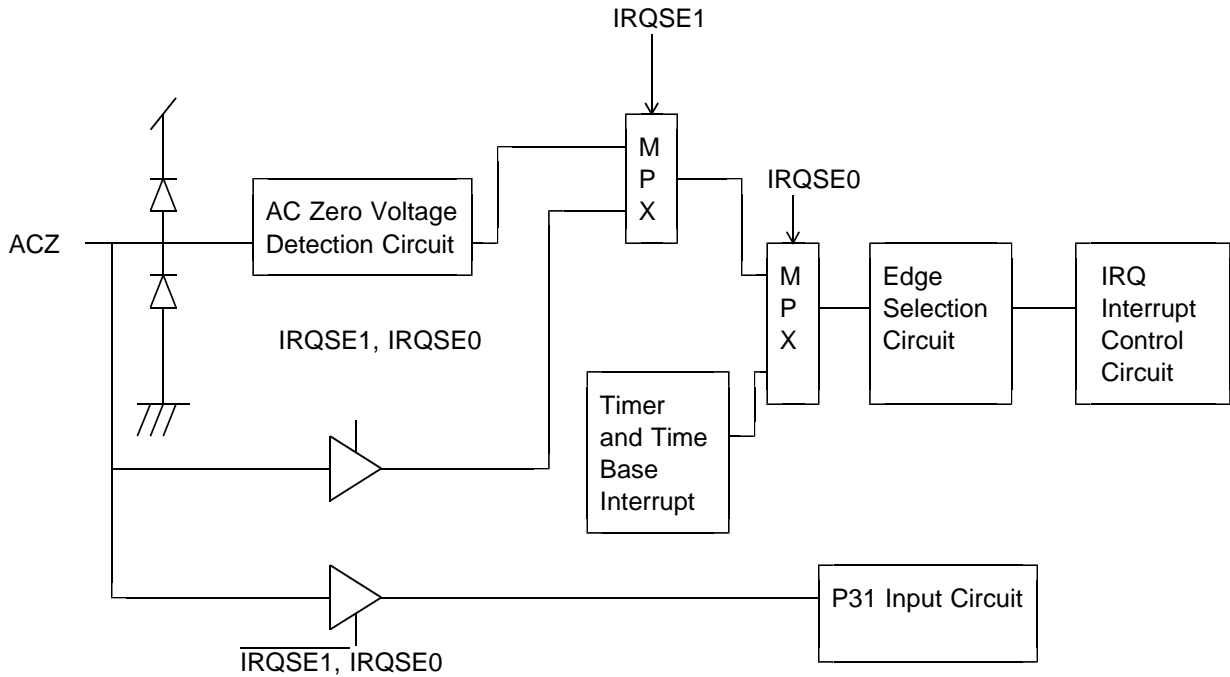 IRQSE1
M
P
X
IRQSE0
AC Zero Voltage
Detection Circuit
ACZ
M
P
X
Edge
Selection
Circuit
IRQ
Interrupt
Control
Circuit
IRQSE1, IRQSE0
Timer
and Time
Base
Interrupt
P31 Input Circuit
I̅R̅Q̅S̅E̅1̅, IRQSE0